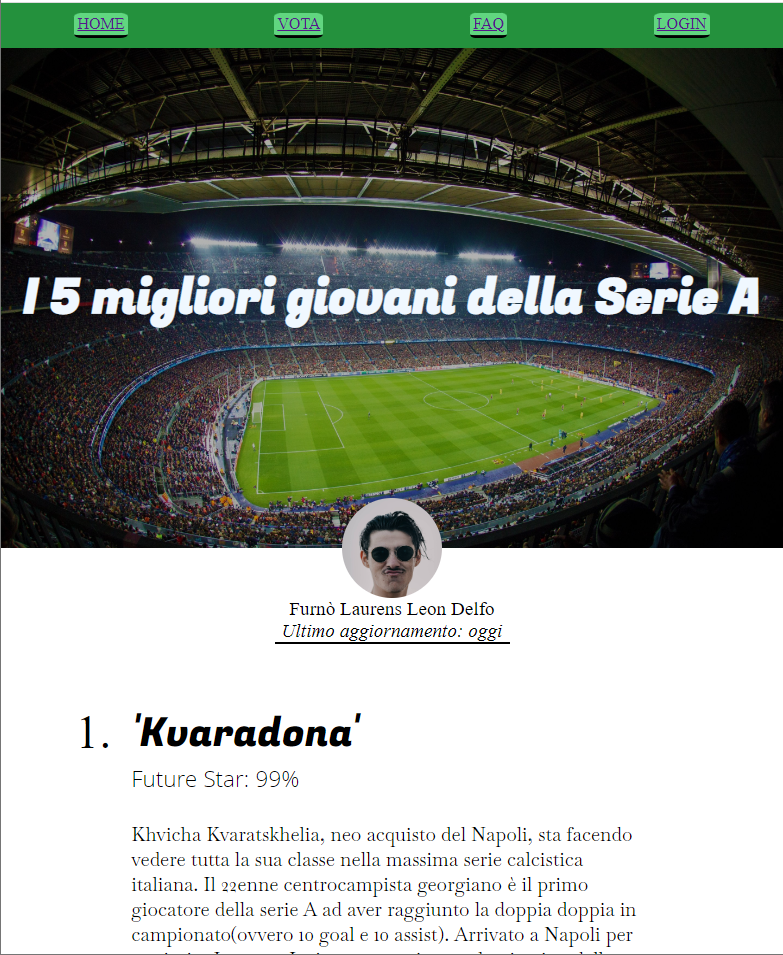 HOME VOTA FAQ LOGIN
I 5 migliori giovani della Serie A
Furnò Laurens Leon Delfo
Ultimo aggiornamento: oggi
1. 'Kvaradona'
Future Star: 99%
Khvicha Kvaratskhelia, neo acquisto del Napoli, sta facendo
vedere tutta la sua classe nella massima serie calcistica
italiana. Il 22enne centrocampista georgiano è il primo
giocatore della serie A ad aver raggiunto la doppia doppia in
campionato(ovvero 10 goal e 10 assist). Arrivato a Napoli per